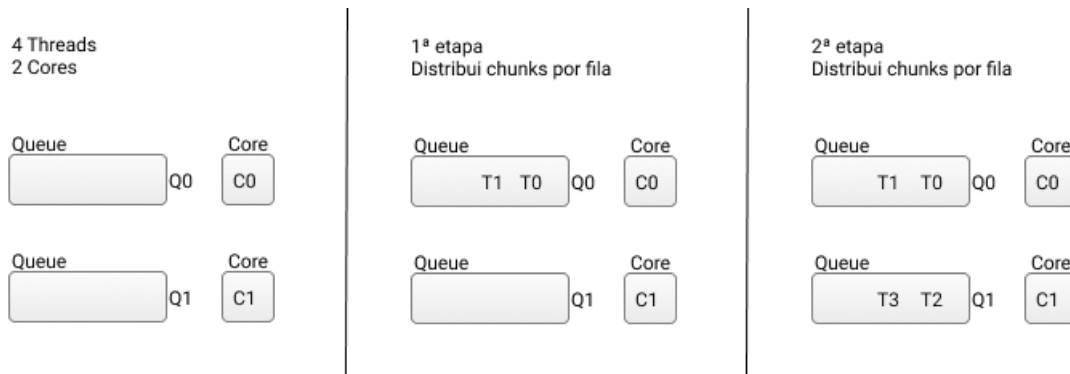 4 Threads
2 Cores
Queue Core
Q0 C0
Queue Core
Q1 C1
1ª etapa
Distribui chunks por fila
Queue Core
T1 T0 Q0 C0
Queue Core
Q1 C1
2ª etapa
Distribui chunks por fila
Queue Core
T1 T0 Q0 C0
Queue Core
T3 T2 Q1 C1